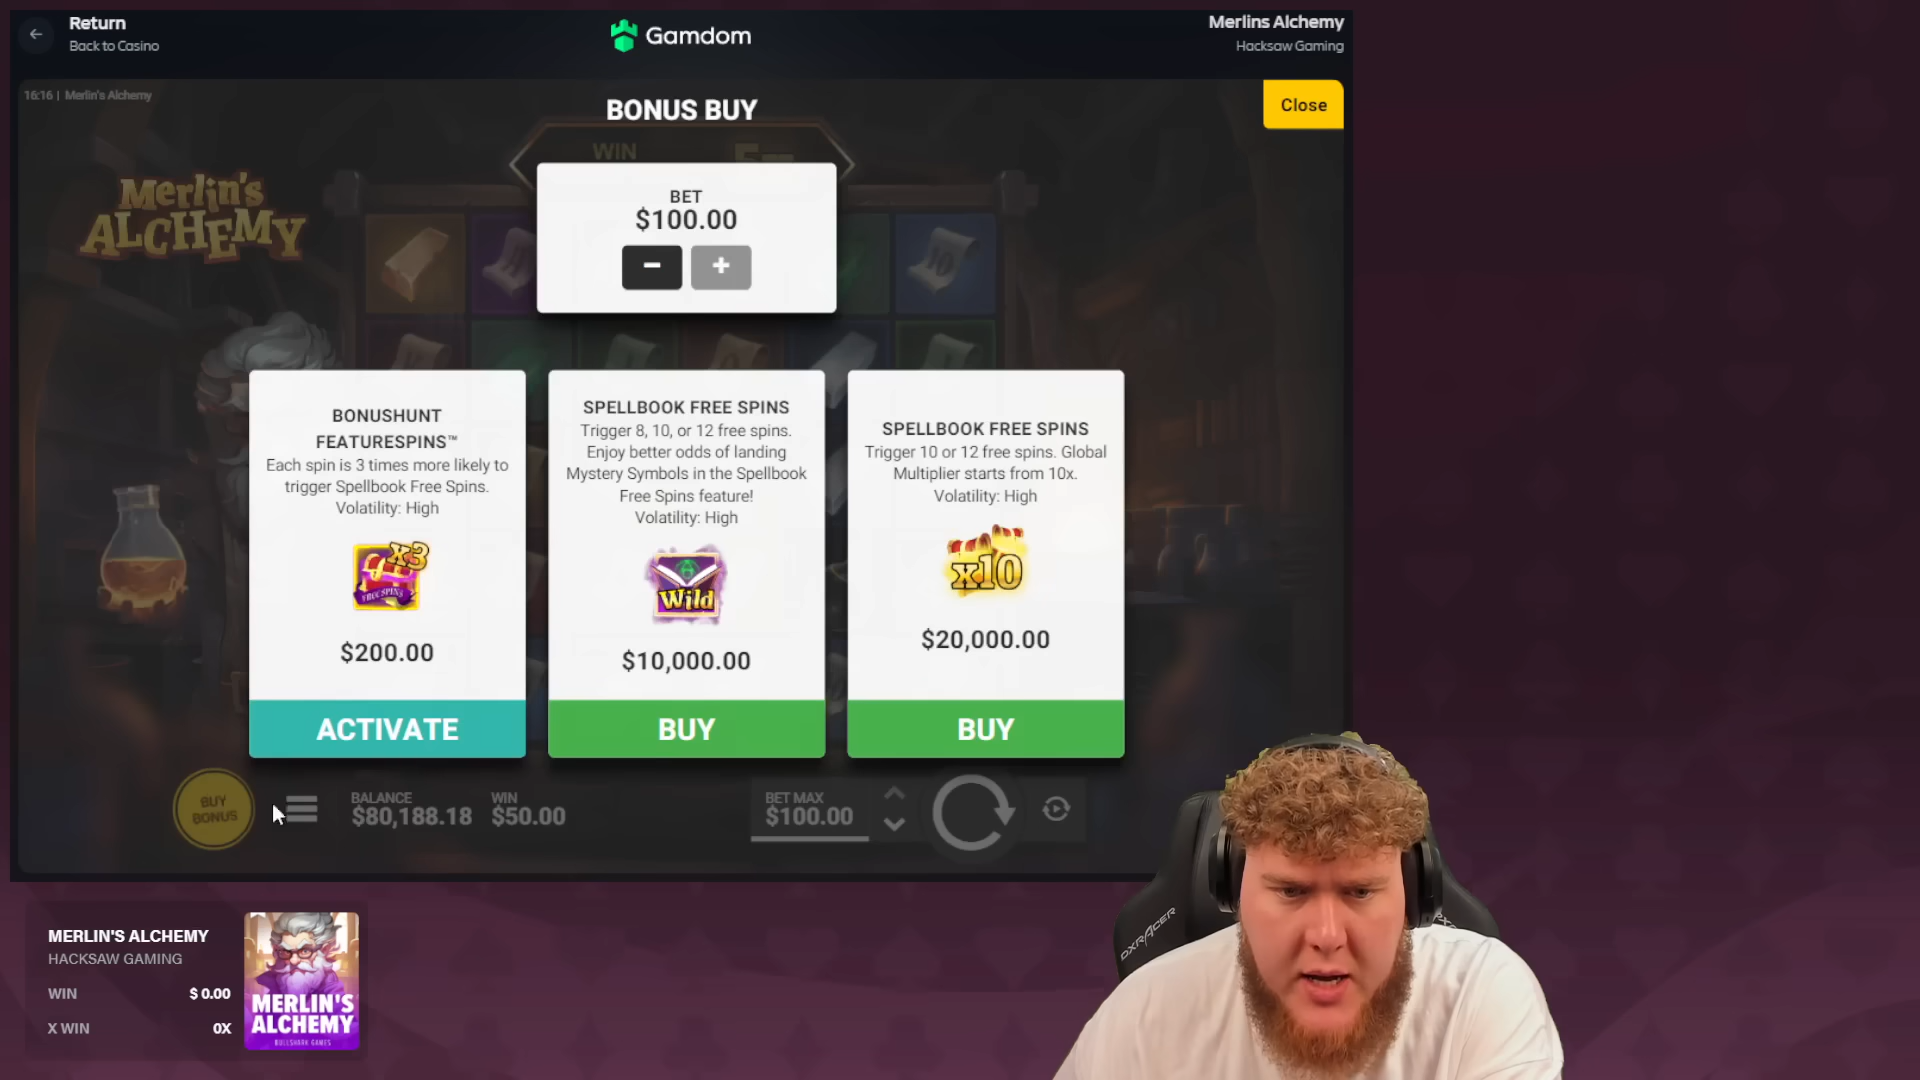 Return
Back to Casino
Gamdom
Merlins Alchemy
Hacksaw Gaming
16:16 | Merlin's Alchemy
BONUS BUY
Close
WIN
Merlin's
ALCHEMY
BET
$100.00
−
+
10
BONUSHUNT
FEATURESPINS™
Each spin is 3 times more likely to
trigger Spellbook Free Spins.
Volatility: High
x3
FREE SPINS
$200.00
ACTIVATE
SPELLBOOK FREE SPINS
Trigger 8, 10, or 12 free spins.
Enjoy better odds of landing
Mystery Symbols in the Spellbook
Free Spins feature!
Volatility: High
Wild
$10,000.00
BUY
SPELLBOOK FREE SPINS
Trigger 10 or 12 free spins. Global
Multiplier starts from 10x.
Volatility: High
x10
$20,000.00
BUY
BUY
BONUS
BALANCE
$80,188.18
WIN
$50.00
BET MAX
$100.00
DXRACER
MERLIN'S ALCHEMY
HACKSAW GAMING
WIN
$ 0.00
X WIN
0X
MERLIN'S
ALCHEMY
BULLSHARK GAMES